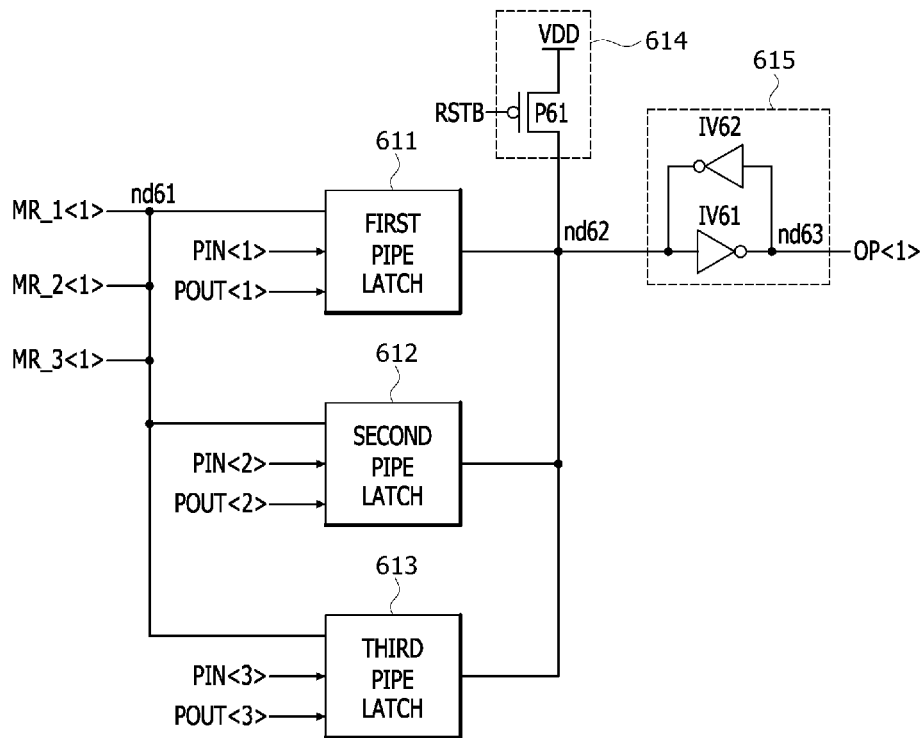 614
VDD
615
RSTB
P61
IV62
611
MR_1<1>
nd61
FIRST
PIPE
LATCH
PIN<1>
POUT<1>
nd62
IV61
nd63
OP<1>
MR_2<1>
MR_3<1>
612
SECOND
PIPE
LATCH
PIN<2>
POUT<2>
613
THIRD
PIPE
LATCH
PIN<3>
POUT<3>